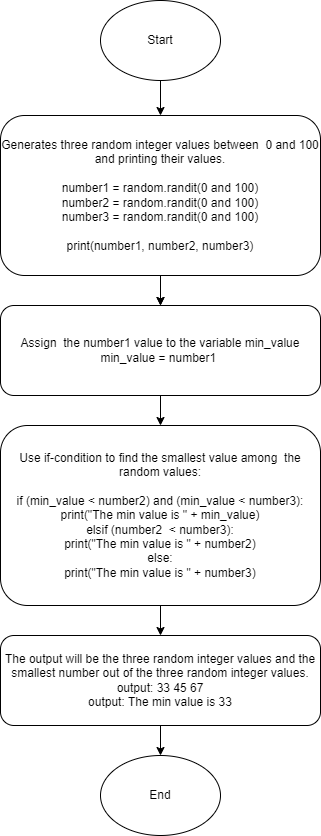 Start
Generates three random integer values between  0 and 100
and printing their values.
number1 = random.randit(0 and 100)
number2 = random.randit(0 and 100)
number3 = random.randit(0 and 100)
print(number1, number2, number3)
Assign  the number1 value to the variable min_value
min_value = number1
Use if-condition to find the smallest value among  the
random values:
if (min_value < number2) and (min_value < number3):
print("The min value is " + min_value)
elsif (number2  < number3):
print("The min value is " + number2)
else:
print("The min value is " + number3)
The output will be the three random integer values and the
smallest number out of the three random integer values.
output: 33 45 67
output: The min value is 33
End